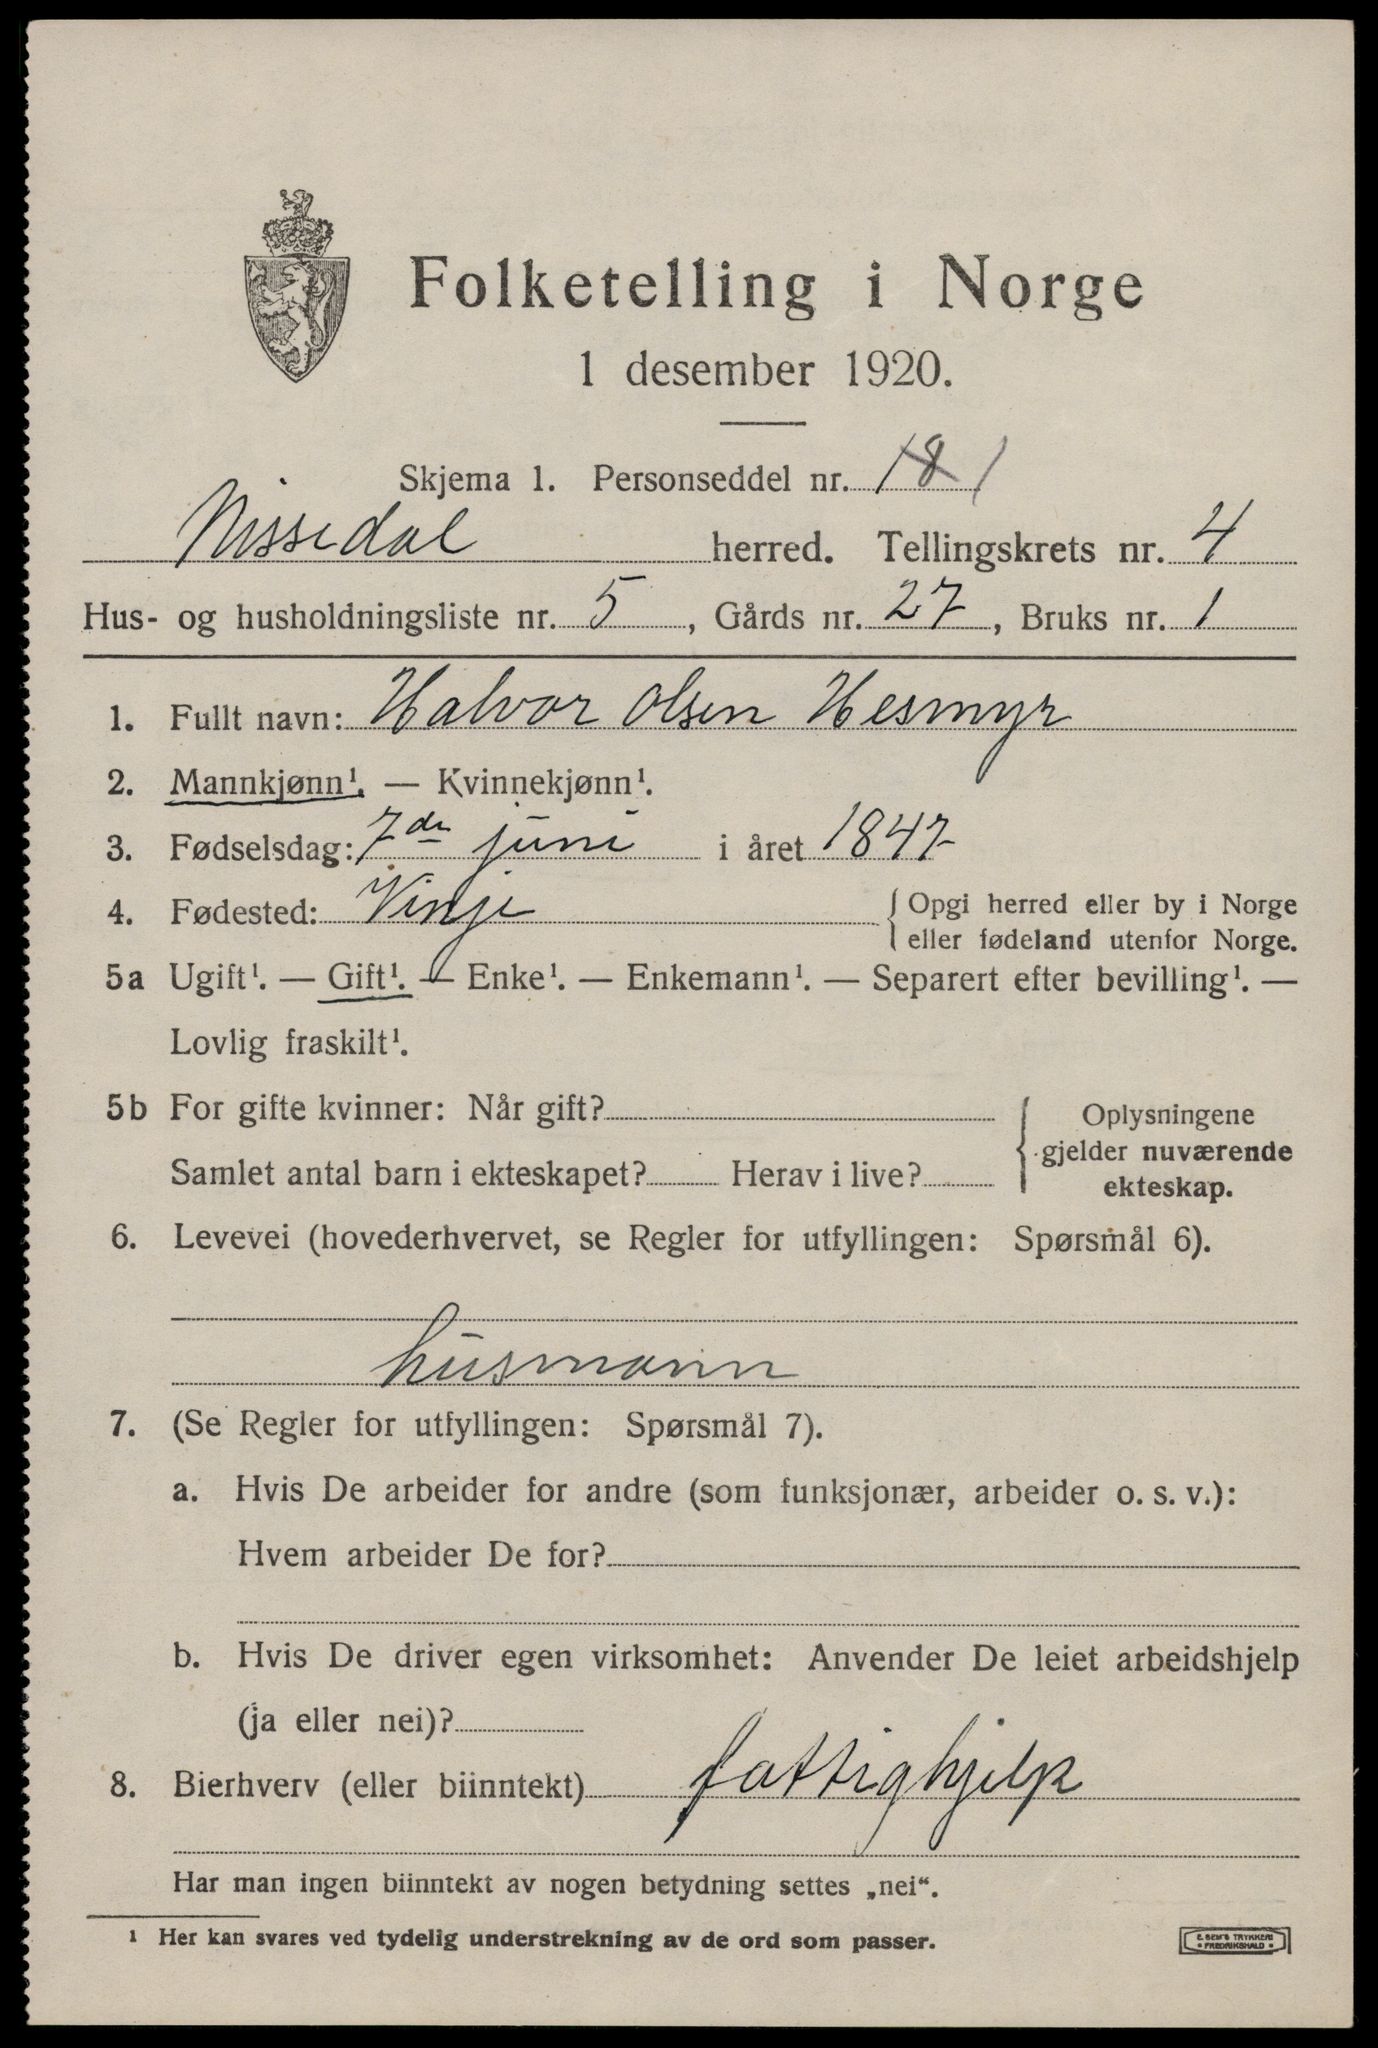 Folketelling i Norge
1 desember 1920.
Skjema 1. Personseddel nr. 181
Nissedal herred. Tellingskrets nr. 4
Hus- og husholdningsliste nr. 5, Gårds nr. 27, Bruks nr. 1
1. Fullt navn: Halvor Olsen Hesmyr
2. Mannkjønn¹. — Kvinnekjønn¹.
3. Fødselsdag: 7de juni i året 1847
4. Fødested: Vinje { Opgi herred eller by i Norge
eller fødeland utenfor Norge.
5a Ugift¹. — Gift¹. — Enke¹. — Enkemann¹. — Separert efter bevilling¹. —
Lovlig fraskilt¹.
5b For gifte kvinner: Når gift?
Samlet antal barn i ekteskapet? Herav i live?
Oplysningene
gjelder nuværende
ekteskap.
6. Levevei (hovederhvervet, se Regler for utfyllingen: Spørsmål 6).
husmann
7. (Se Regler for utfyllingen: Spørsmål 7).
a. Hvis De arbeider for andre (som funksjonær, arbeider o. s. v.):
Hvem arbeider De for?
b. Hvis De driver egen virksomhet: Anvender De leiet arbeidshjelp
(ja eller nei)?
8. Bierhverv (eller biinntekt) fattighjelp
Har man ingen biinntekt av nogen betydning settes „nei“.
¹ Her kan svares ved tydelig understrekning av de ord som passer.
E. SEM'S TRYKKERI
• FREDRIKSHALD •